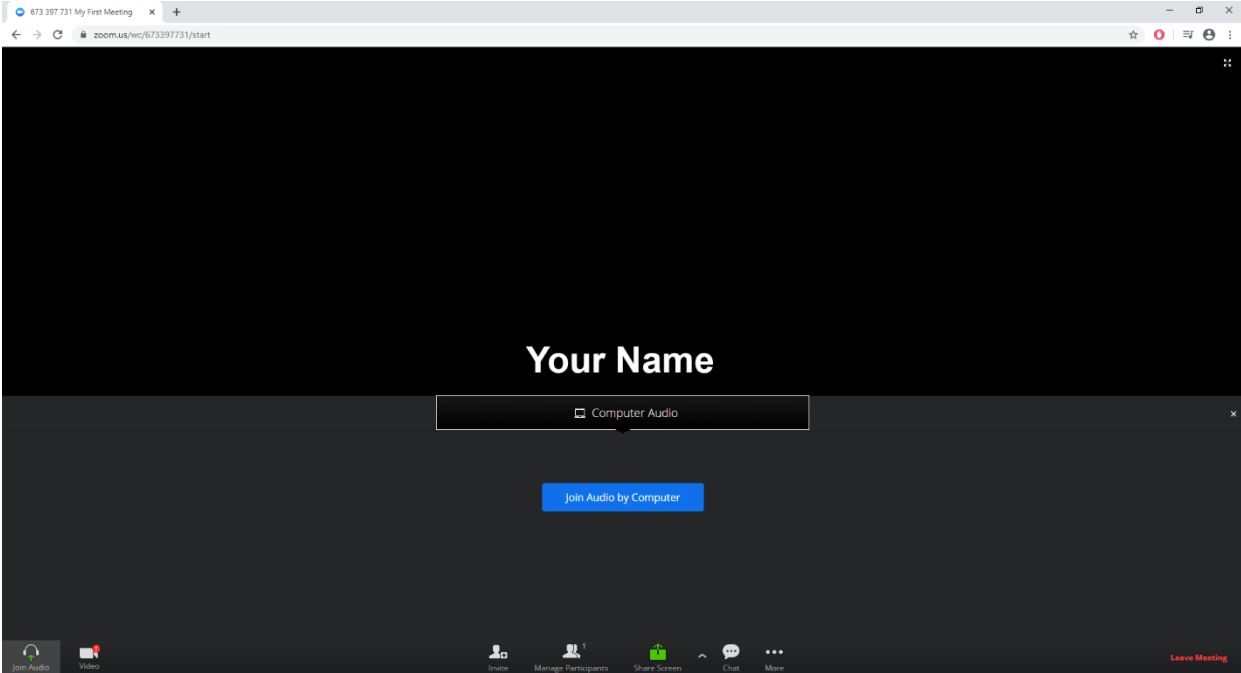 673 397 731 My First Meeting
zoom.us/wc/673397731/start
Your Name
Computer Audio
Join Audio by Computer
Join Audio
Video
Invite
1
Manage Participants
Share Screen
Chat
More
Leave Meeting